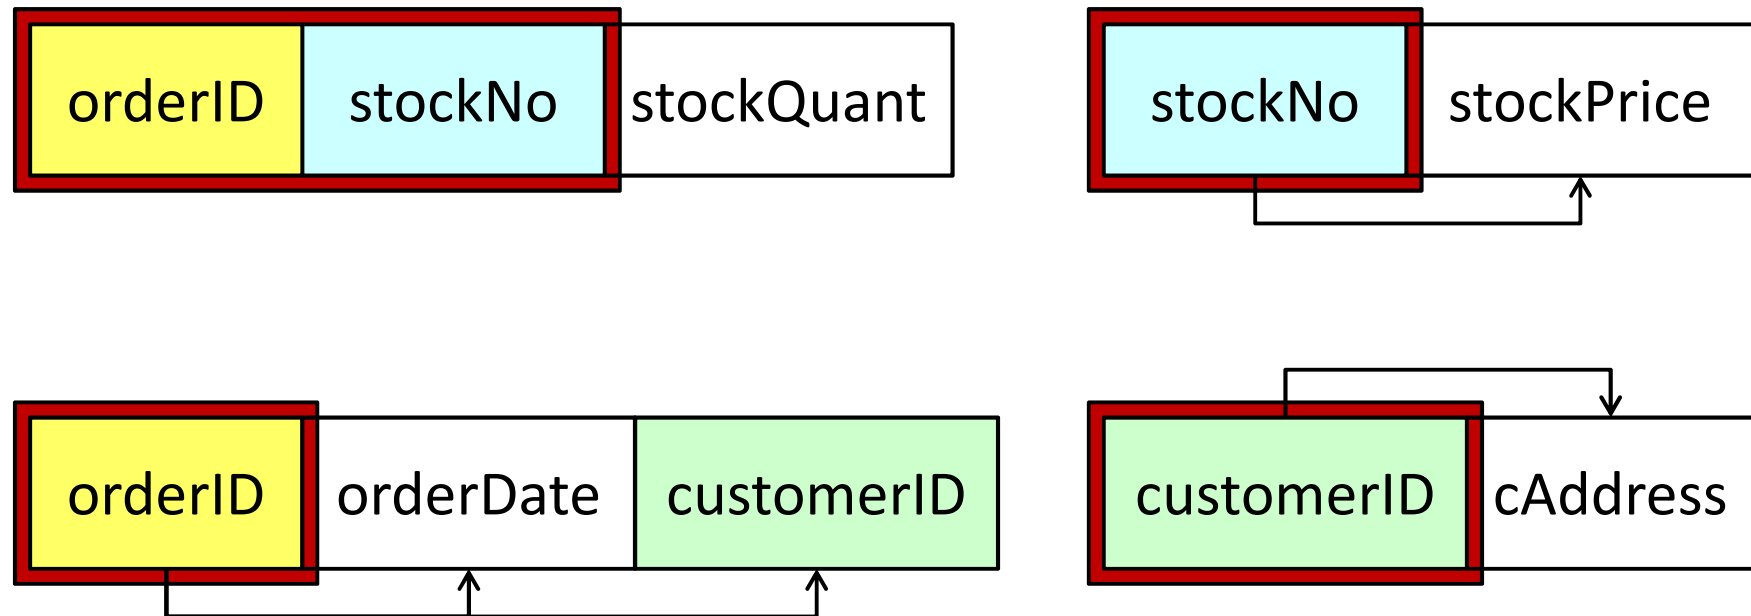 orderID stockNo stockQuant
stockNo stockPrice
orderID orderDate customerID
customerID cAddress